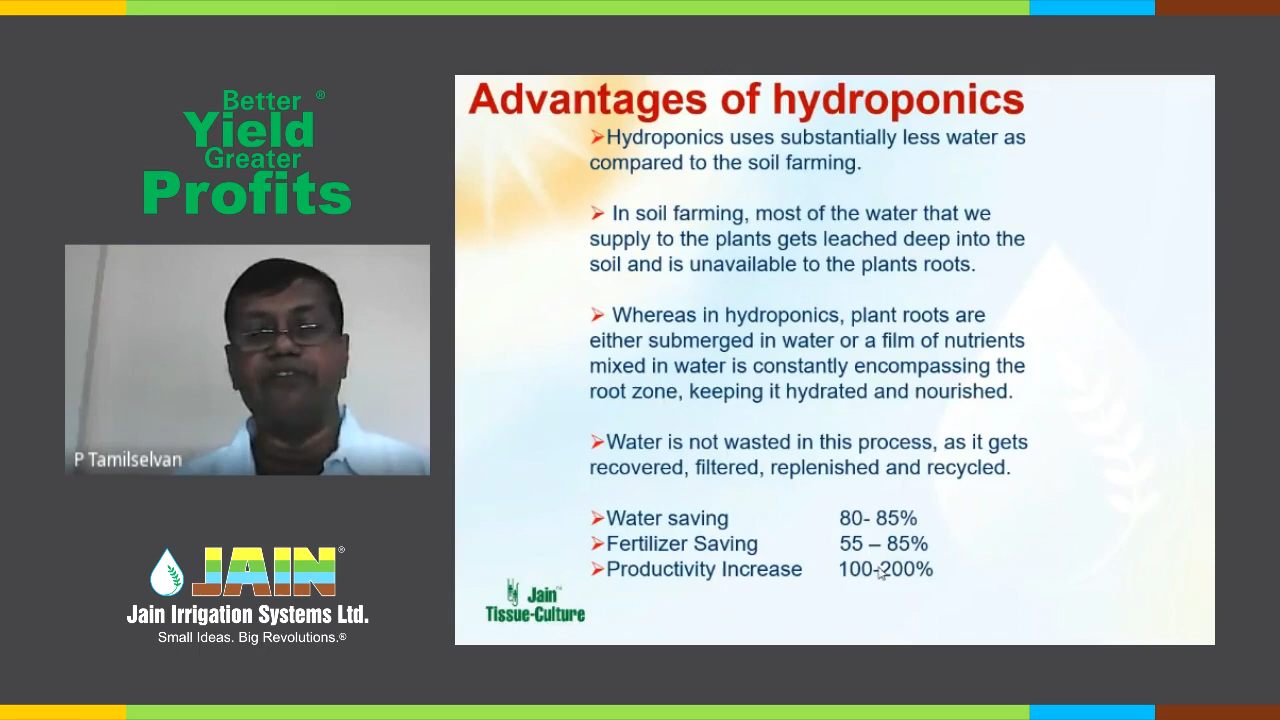 Better ®
Yield
Greater
Profits
P Tamilselvan
JAIN®
Jain Irrigation Systems Ltd.
Small Ideas. Big Revolutions.®
Advantages of hydroponics
➢Hydroponics uses substantially less water as
compared to the soil farming.
➢ In soil farming, most of the water that we
supply to the plants gets leached deep into the
soil and is unavailable to the plants roots.
➢ Whereas in hydroponics, plant roots are
either submerged in water or a film of nutrients
mixed in water is constantly encompassing the
root zone, keeping it hydrated and nourished.
➢Water is not wasted in this process, as it gets
recovered, filtered, replenished and recycled.
➢Water saving 80- 85%
➢Fertilizer Saving 55 – 85%
➢Productivity Increase 100-200%
Jain™
Tissue-Culture